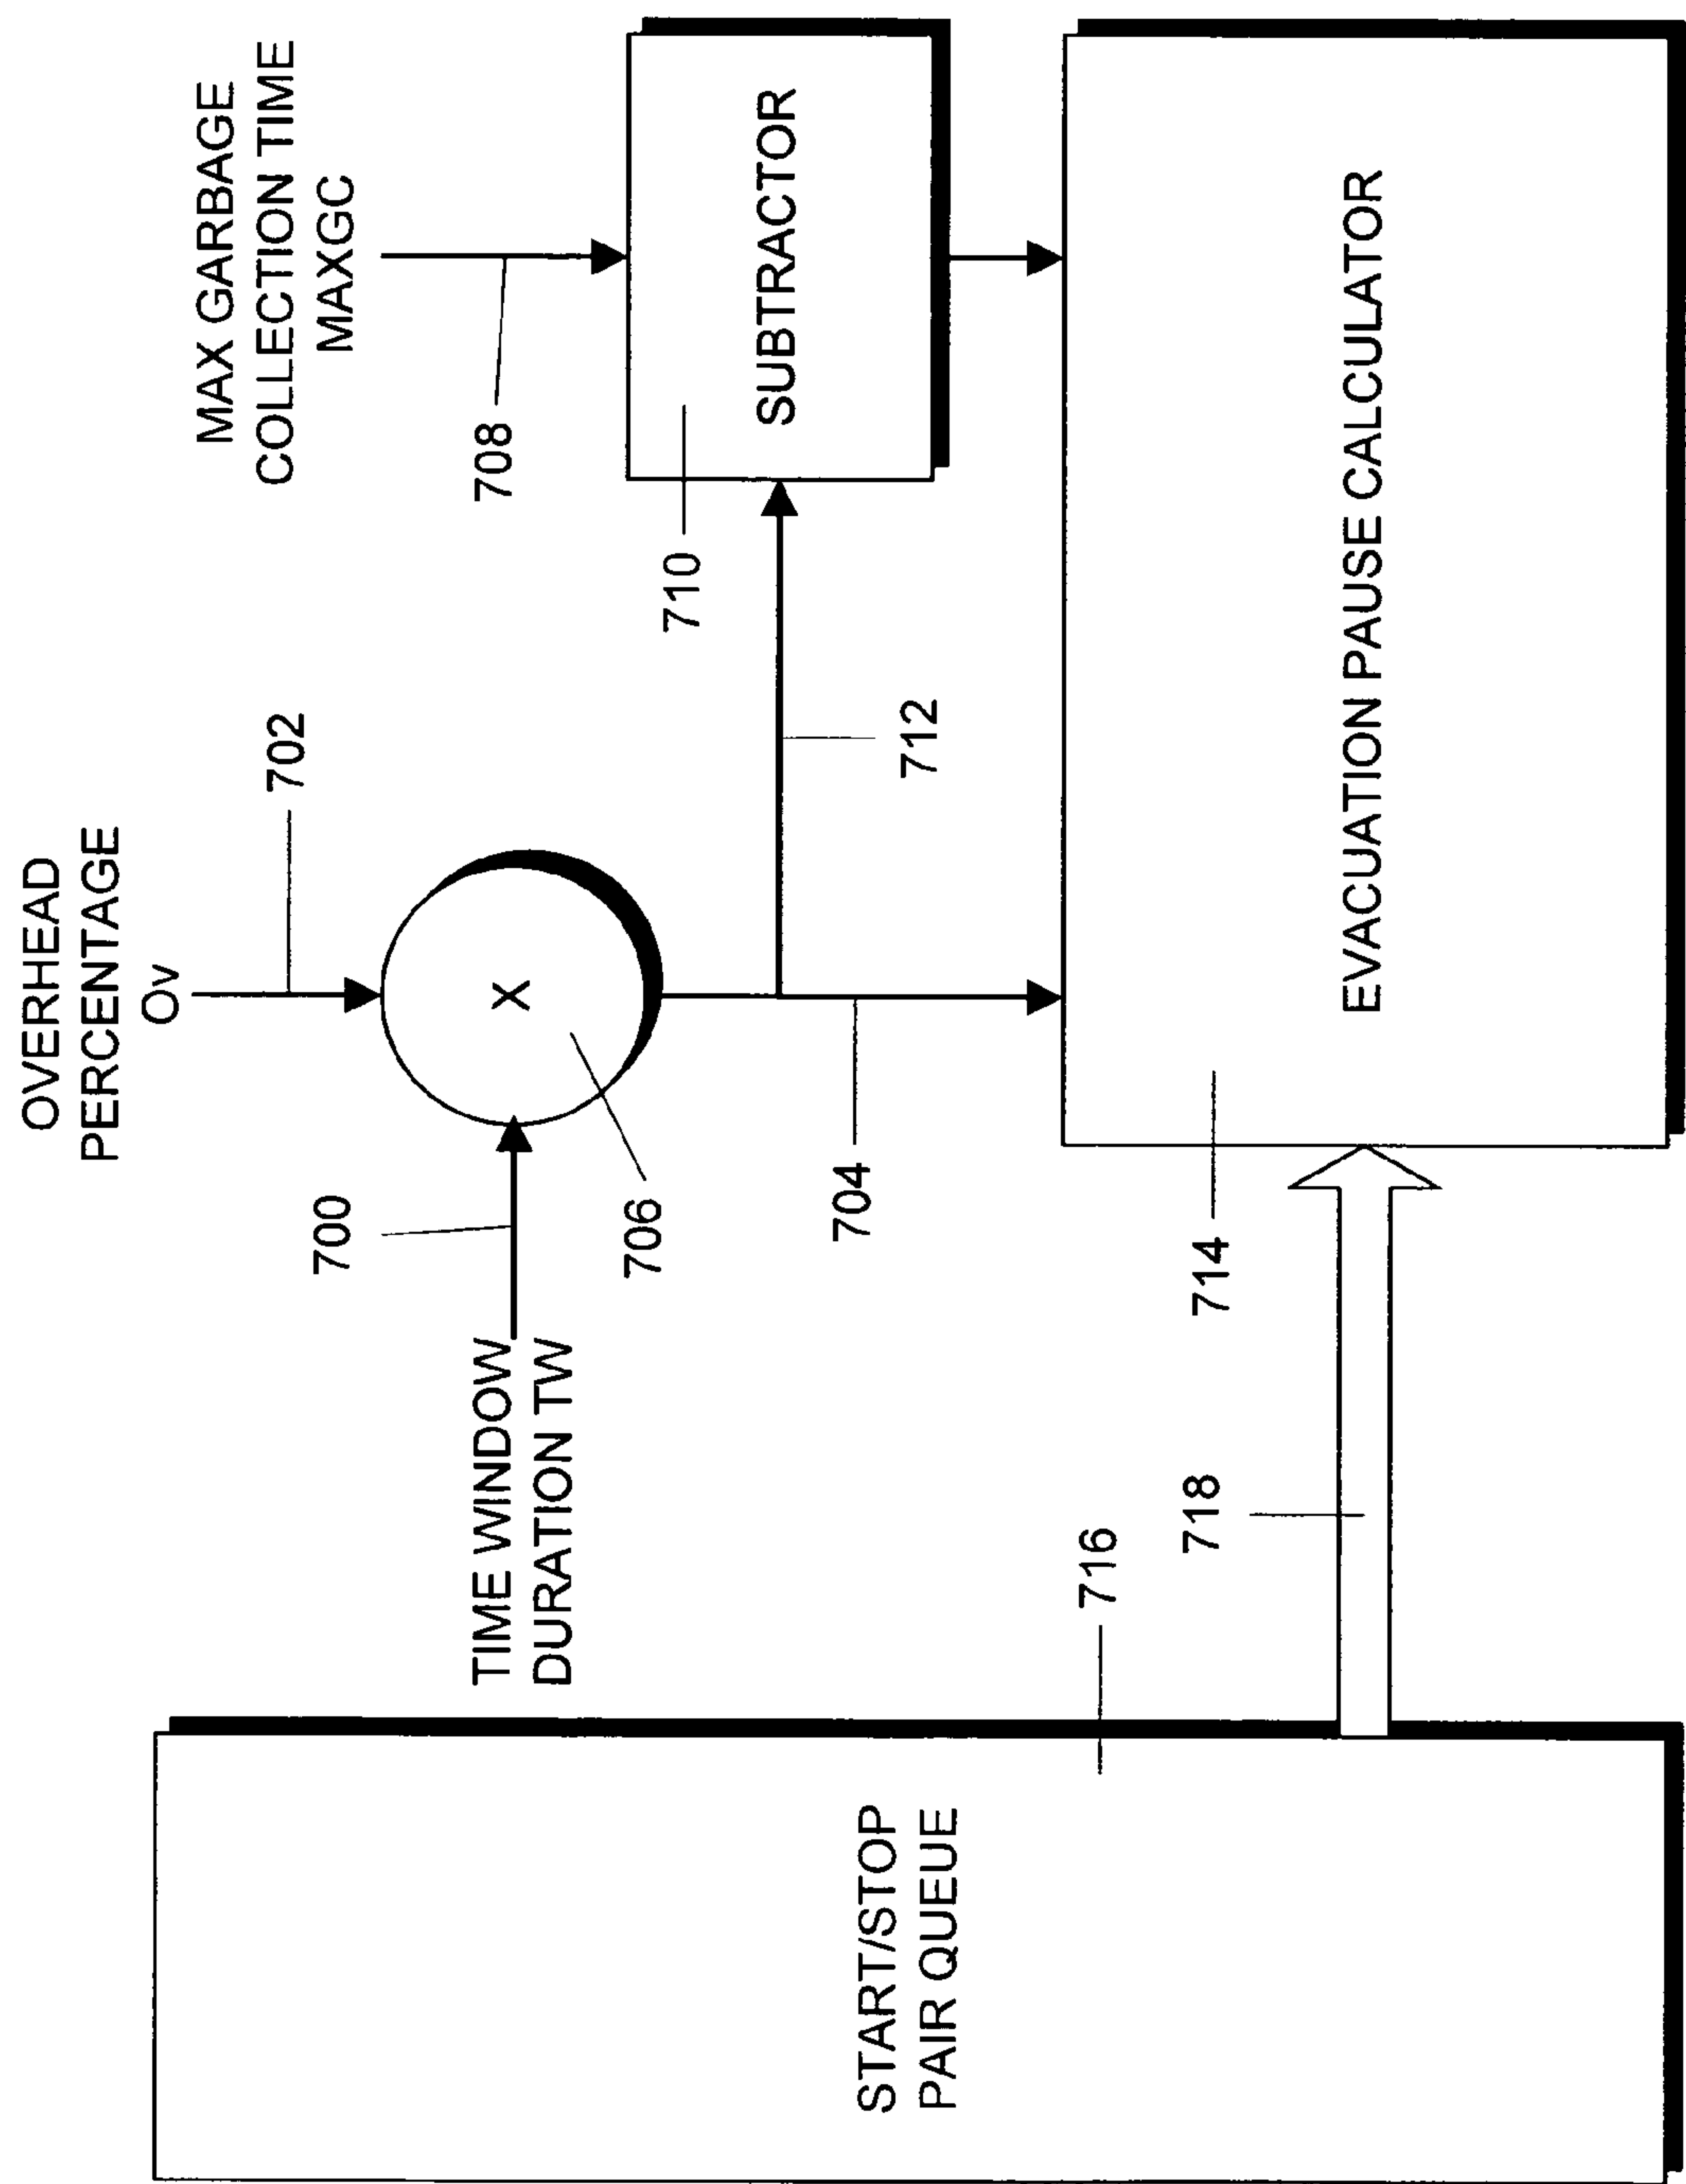 OVERHEAD
PERCENTAGE
Ov
702
MAX GARBAGE
COLLECTION TIME
MAXGC
708
TIME WINDOW
DURATION TW
700
X
706
710
SUBTRACTOR
712
704
START/STOP
PAIR QUEUE
716
718
714
EVACUATION PAUSE CALCULATOR